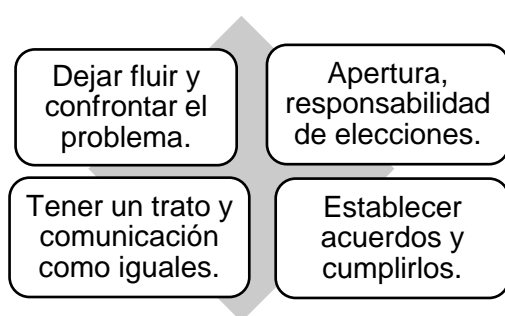 Dejar fluir y
confrontar el
problema.
Apertura,
responsabilidad
de elecciones.
Tener un trato y
comunicación
como iguales.
Establecer
acuerdos y
cumplirlos.